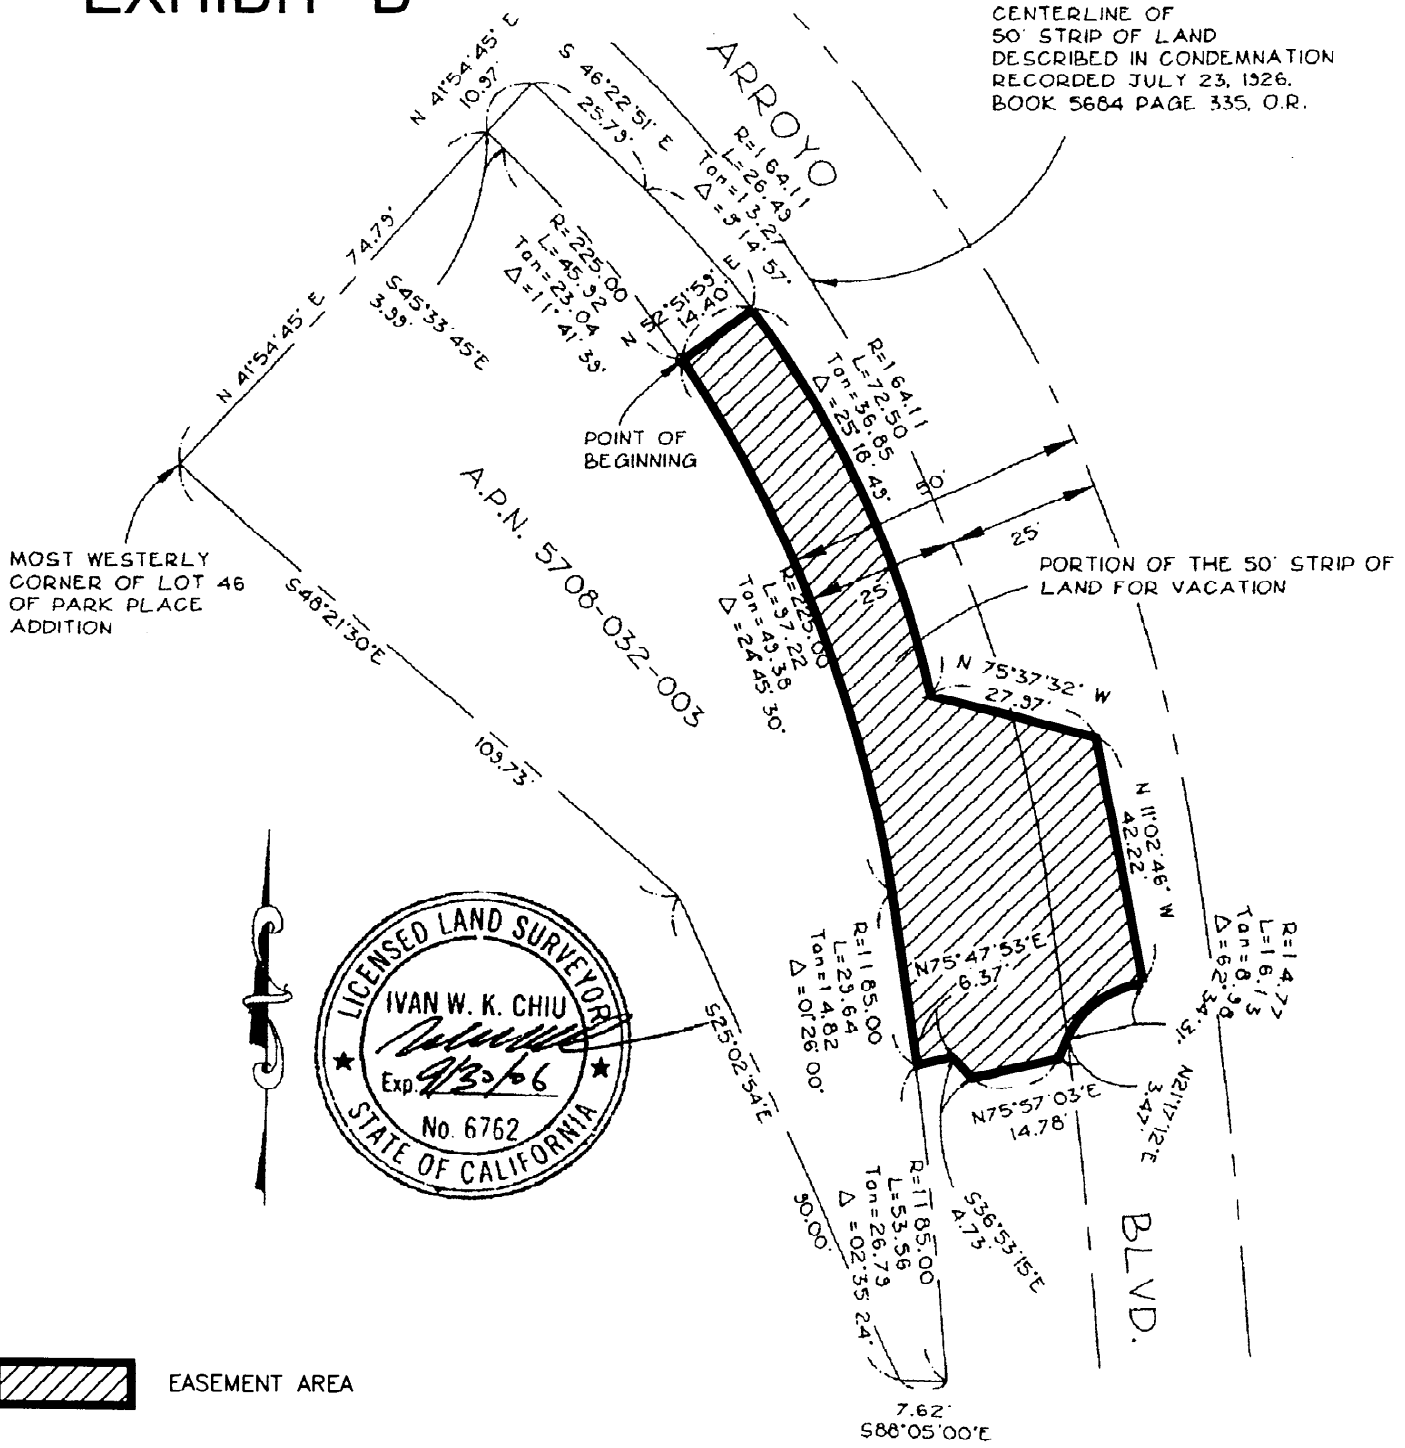 EXHIBIT "B"
CENTERLINE OF
50' STRIP OF LAND
DESCRIBED IN CONDEMNATION
RECORDED JULY 23, 1926.
BOOK 5684 PAGE 335, O.R.
ARROYO
N 41°54'45" E
10.97'
S 46°22'51" E
25.79'
R=164.11
L=26.49
Tan=13.27
Δ=9°14'57"
N 41°54'45" E
74.79'
S45°33'45"E
3.99'
R=225.00
L=45.92
Tan=23.04
Δ=11°41'39"
N 52°51'59" E
14.40'
R=164.11
L=72.50
Tan=36.85
Δ=25°18'49"
POINT OF
BEGINNING
50'
25'
25'
A.P.N. 5708-032-003
MOST WESTERLY
CORNER OF LOT 46
OF PARK PLACE
ADDITION
S48°21'30"E
109.73'
R=225.00
L=97.22
Tan=49.38
Δ=24°45'30"
PORTION OF THE 50' STRIP OF
LAND FOR VACATION
N 75°37'32" W
27.97'
N 11°02'46" W
42.22'
R=14.77
L=16.13
Tan=8.98
Δ=62°34'31"
N75°47'53"E
6.37'
R=1185.00
L=29.64
Tan=14.82
Δ=01°26'00"
LICENSED LAND SURVEYOR
IVAN W. K. CHIU
Exp. 9/30/06
No. 6762
STATE OF CALIFORNIA
S25°02'54"E
90.00'
N75°57'03"E
14.78'
N21°17'12"E
3.47'
S36°53'15"E
4.73'
R=1185.00
L=53.56
Tan=26.79
Δ=02°35'24"
BLVD.
EASEMENT AREA
7.62'
S88°05'00"E